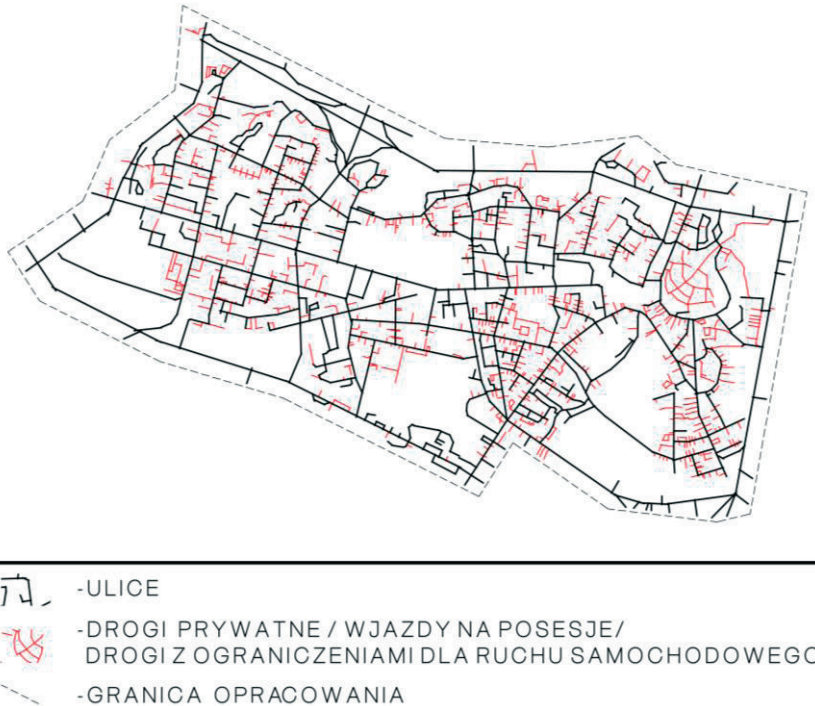 -ULICE
-DROGI PRYWATNE / WJAZDY NA POSESJE/
DROGI Z OGRANICZENIAMI DLA RUCHU SAMOCHODOWEGO
-GRANICA OPRACOWANIA